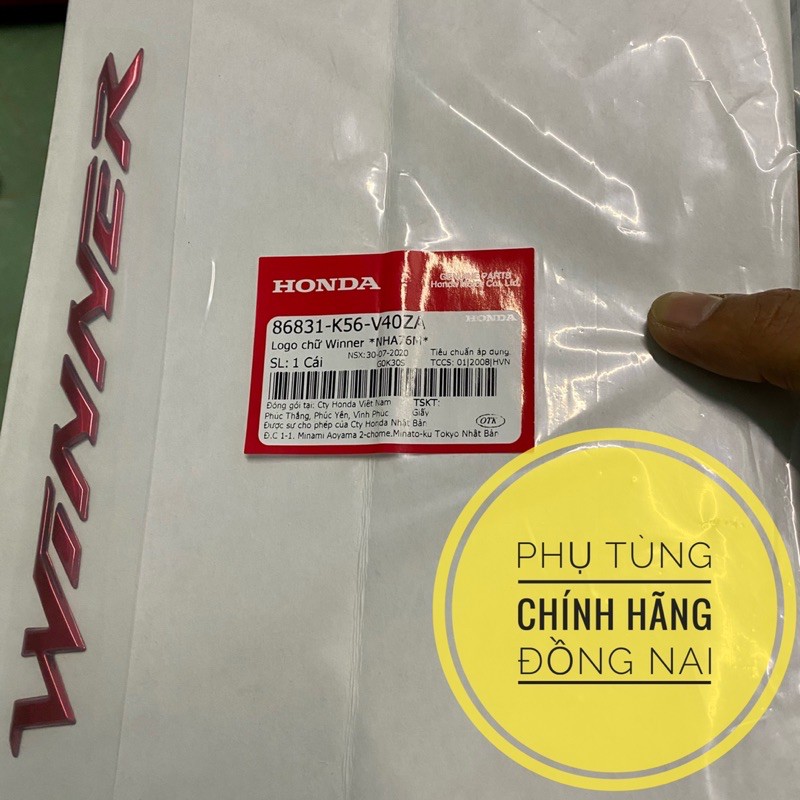 WINNER
HONDA
GENUINE PARTS
Honda Motor Co., Ltd.
86831-K56-V40ZA
HONDA
Logo chữ Winner *NHA76M*
NSX:30-07-2020
Tiêu chuẩn áp dụng.
SL: 1 Cái
G0K30S
TCCS: 01|2008|HVN
Đóng gói tại: Cty Honda Việt Nam
TSKT:
Phúc Thắng, Phúc Yên, Vĩnh Phúc
Giấy
Được sự cho phép của Cty Honda Nhật Bản
OTK
Đ.C 1-1. Minami Aoyama 2-chome,Minato-ku Tokyo Nhật Bản
PHỤ TÙNG
CHÍNH HÃNG
ĐỒNG NAI